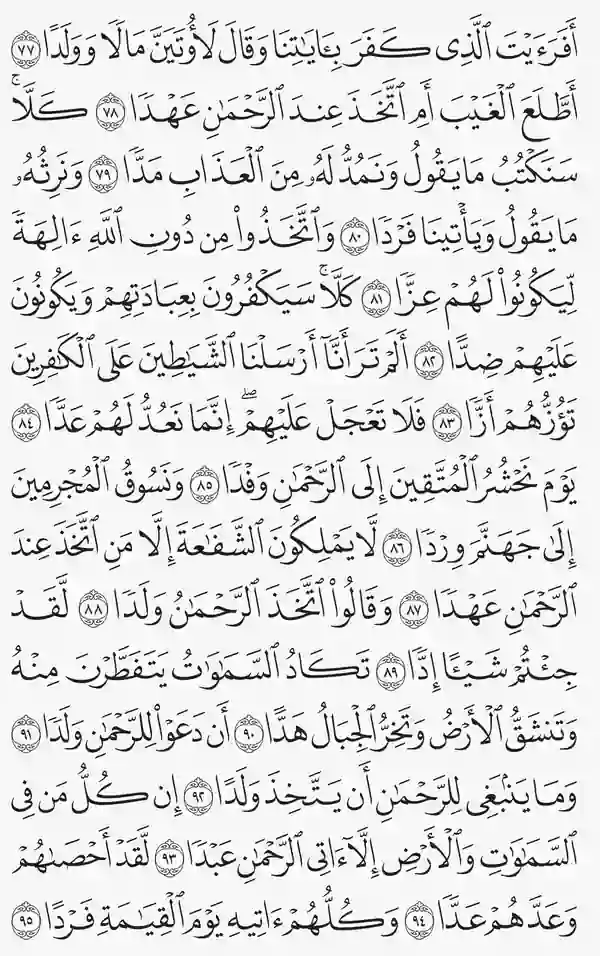 أَفَرَءَيْتَ ٱلَّذِى كَفَرَ بِـَٔايَٰتِنَا وَقَالَ لَأُوتَيَنَّ مَالًا وَوَلَدًا ٧٧
أَطَّلَعَ ٱلْغَيْبَ أَمِ ٱتَّخَذَ عِندَ ٱلرَّحْمَٰنِ عَهْدًا ٧٨ كَلَّا ۚ
سَنَكْتُبُ مَا يَقُولُ وَنَمُدُّ لَهُۥ مِنَ ٱلْعَذَابِ مَدًّا ٧٩ وَنَرِثُهُۥ
مَا يَقُولُ وَيَأْتِينَا فَرْدًا ٨٠ وَٱتَّخَذُوا۟ مِن دُونِ ٱللَّهِ ءَالِهَةً
لِّيَكُونُوا۟ لَهُمْ عِزًّا ٨١ كَلَّا ۚ سَيَكْفُرُونَ بِعِبَادَتِهِمْ وَيَكُونُونَ
عَلَيْهِمْ ضِدًّا ٨٢ أَلَمْ تَرَ أَنَّآ أَرْسَلْنَا ٱلشَّيَٰطِينَ عَلَى ٱلْكَٰفِرِينَ
تَؤُزُّهُمْ أَزًّا ٨٣ فَلَا تَعْجَلْ عَلَيْهِمْ ۖ إِنَّمَا نَعُدُّ لَهُمْ عَدًّا ٨٤
يَوْمَ نَحْشُرُ ٱلْمُتَّقِينَ إِلَى ٱلرَّحْمَٰنِ وَفْدًا ٨٥ وَنَسُوقُ ٱلْمُجْرِمِينَ
إِلَىٰ جَهَنَّمَ وِرْدًا ٨٦ لَّا يَمْلِكُونَ ٱلشَّفَٰعَةَ إِلَّا مَنِ ٱتَّخَذَ عِندَ
ٱلرَّحْمَٰنِ عَهْدًا ٨٧ وَقَالُوا۟ ٱتَّخَذَ ٱلرَّحْمَٰنُ وَلَدًا ٨٨ لَّقَدْ
جِئْتُمْ شَيْـًٔا إِدًّا ٨٩ تَكَادُ ٱلسَّمَٰوَٰتُ يَتَفَطَّرْنَ مِنْهُ
وَتَنشَقُّ ٱلْأَرْضُ وَتَخِرُّ ٱلْجِبَالُ هَدًّا ٩٠ أَن دَعَوْا۟ لِلرَّحْمَٰنِ وَلَدًا ٩١
وَمَا يَنۢبَغِى لِلرَّحْمَٰنِ أَن يَتَّخِذَ وَلَدًا ٩٢ إِن كُلُّ مَن فِى
ٱلسَّمَٰوَٰتِ وَٱلْأَرْضِ إِلَّآ ءَاتِى ٱلرَّحْمَٰنِ عَبْدًا ٩٣ لَّقَدْ أَحْصَىٰهُمْ
وَعَدَّهُمْ عَدًّا ٩٤ وَكُلُّهُمْ ءَاتِيهِ يَوْمَ ٱلْقِيَٰمَةِ فَرْدًا ٩٥